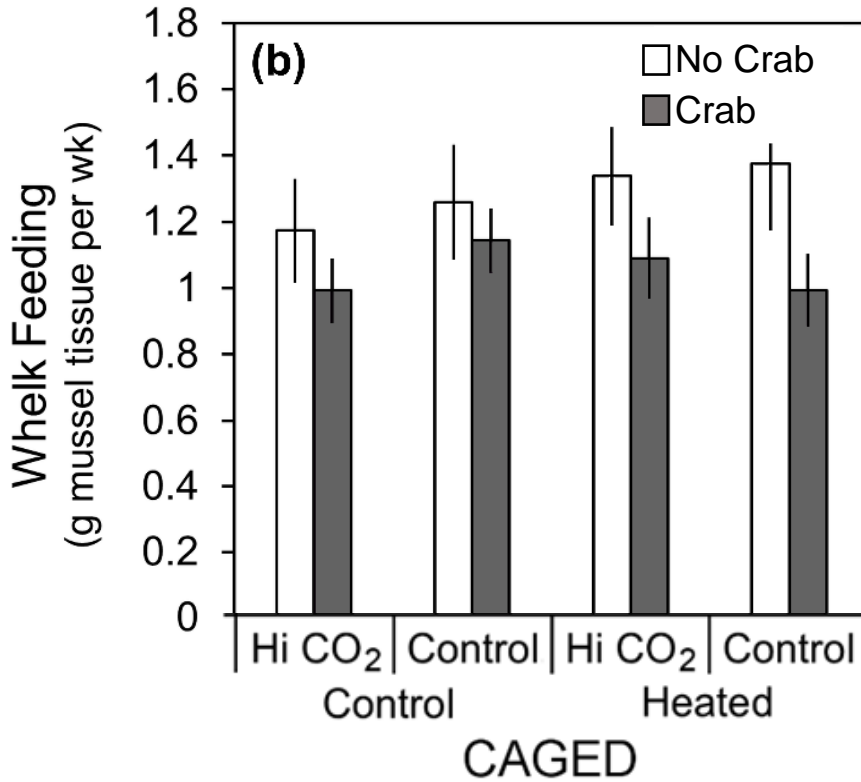 (b)
No Crab
Crab
Whelk Feeding
(g mussel tissue per wk)
1.8
1.6
1.4
1.2
1
0.8
0.6
0.4
0.2
0
Hi CO₂ Control Hi CO₂ Control
Control Heated
CAGED